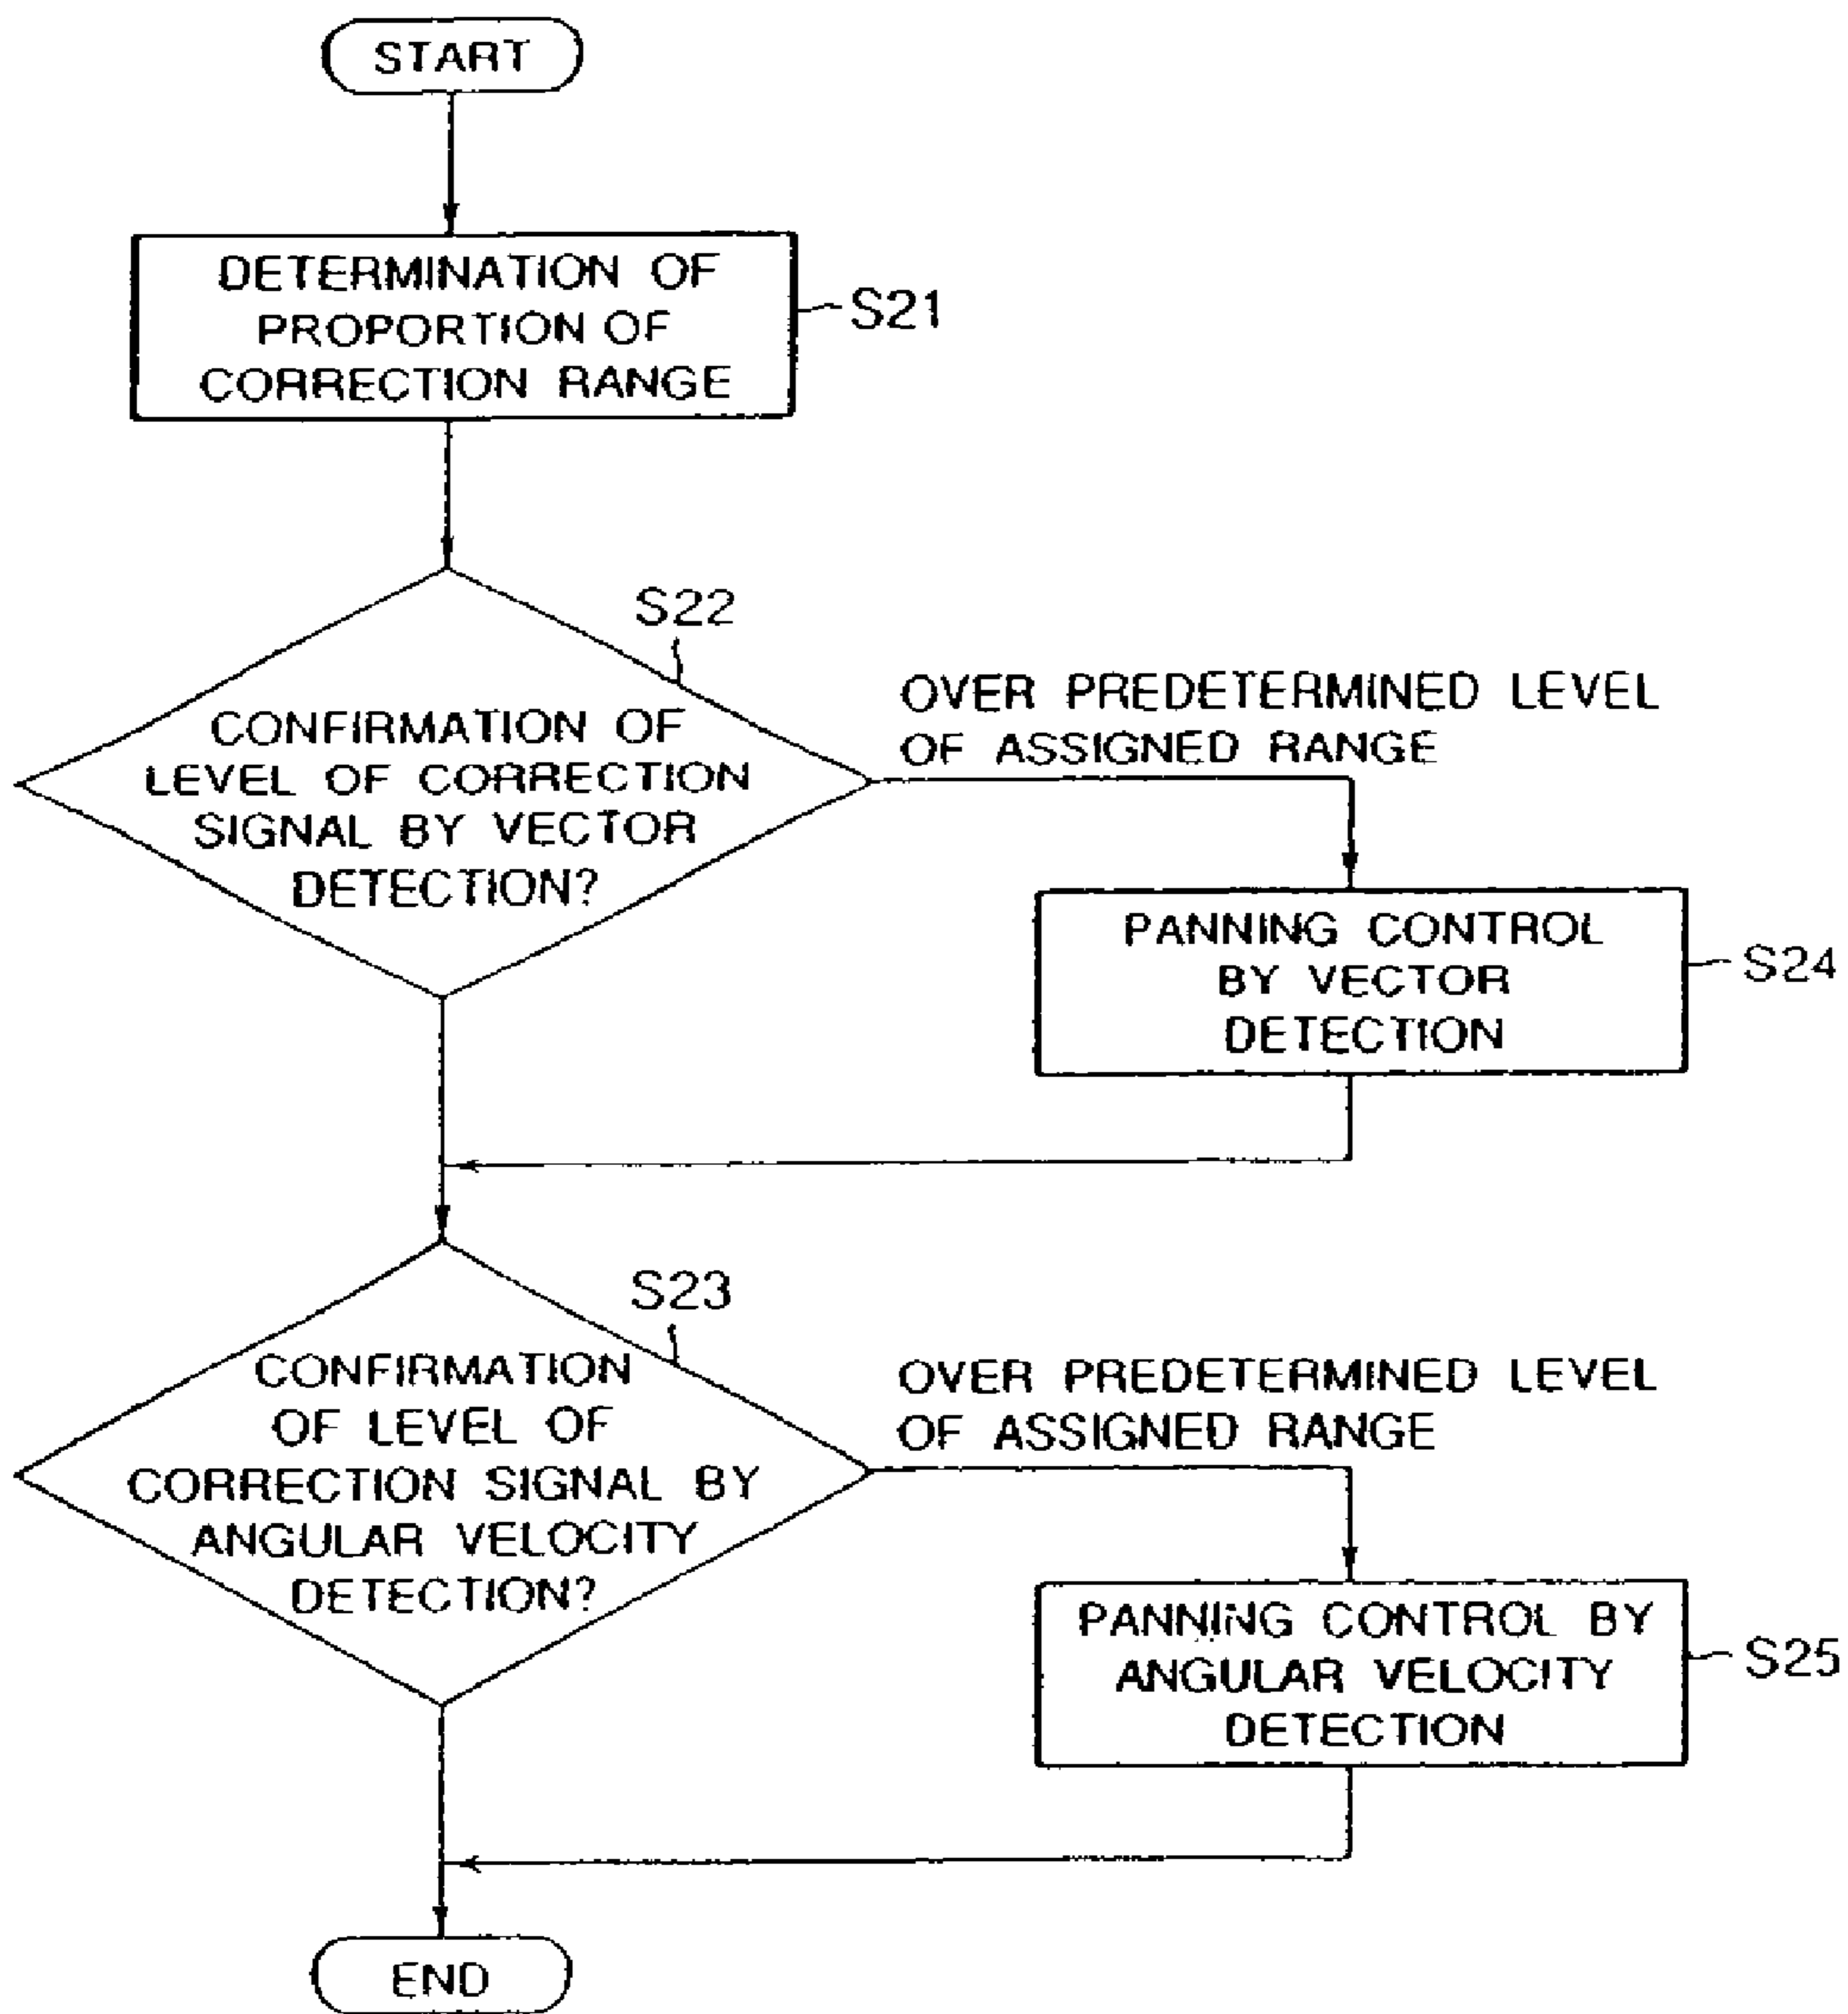 START
DETERMINATION OF
PROPORTION OF
CORRECTION RANGE
S21
S22
CONFIRMATION OF
LEVEL OF CORRECTION
SIGNAL BY VECTOR
DETECTION?
OVER PREDETERMINED LEVEL
OF ASSIGNED RANGE
PANNING CONTROL
BY VECTOR
DETECTION
S24
S23
CONFIRMATION
OF LEVEL OF
CORRECTION SIGNAL BY
ANGULAR VELOCITY
DETECTION?
OVER PREDETERMINED LEVEL
OF ASSIGNED RANGE
PANNING CONTROL BY
ANGULAR VELOCITY
DETECTION
S25
END